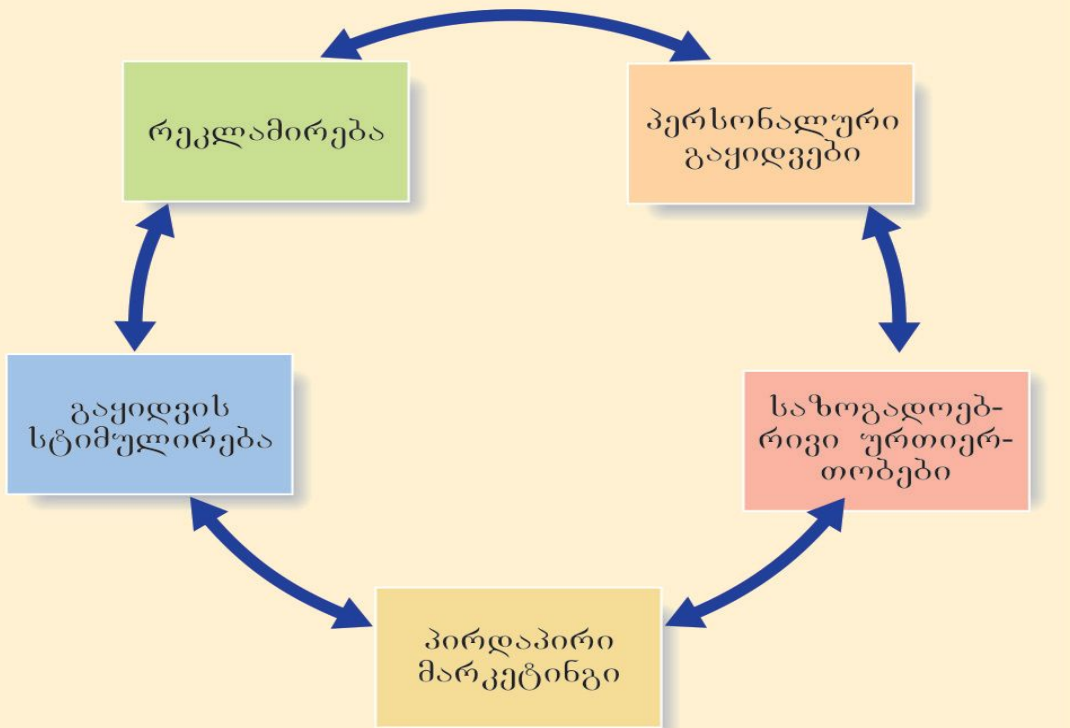 რეკლამირება
პერსონალური
გაყიდვები
გაყიდვის
სტიმულირება
საზოგადოებ-
რივი ურთიერ-
თობები
პირდაპირი
მარკეტინგი